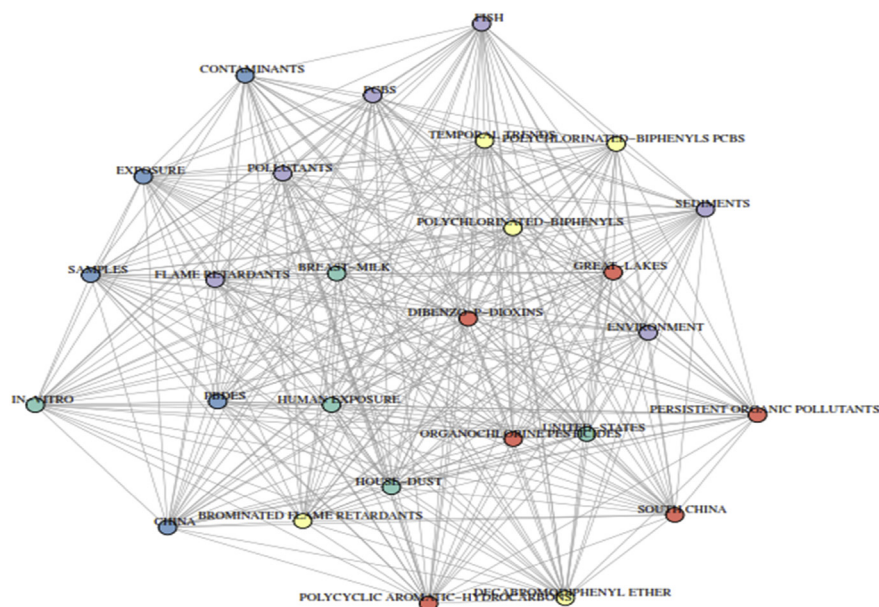 FISH
CONTAMINANTS
PCBS
TEMPORAL TRENDS
POLYCHLORINATED-BIPHENYLS PCBS
EXPOSURE
POLLUTANTS
SEDIMENTS
POLYCHLORINATED-BIPHENYLS
SAMPLES
FLAME RETARDANTS
BREAST-MILK
GREAT-LAKES
DIBENZO-P-DIOXINS
ENVIRONMENT
IN-VITRO
PBDES
HUMAN EXPOSURE
PERSISTENT ORGANIC POLLUTANTS
UNITED-STATES
ORGANOCHLORINE PESTICIDES
HOUSE-DUST
CHINA
BROMINATED FLAME RETARDANTS
SOUTH CHINA
POLYCYCLIC AROMATIC-HYDROCARBONS
DECABROMODIPHENYL ETHER